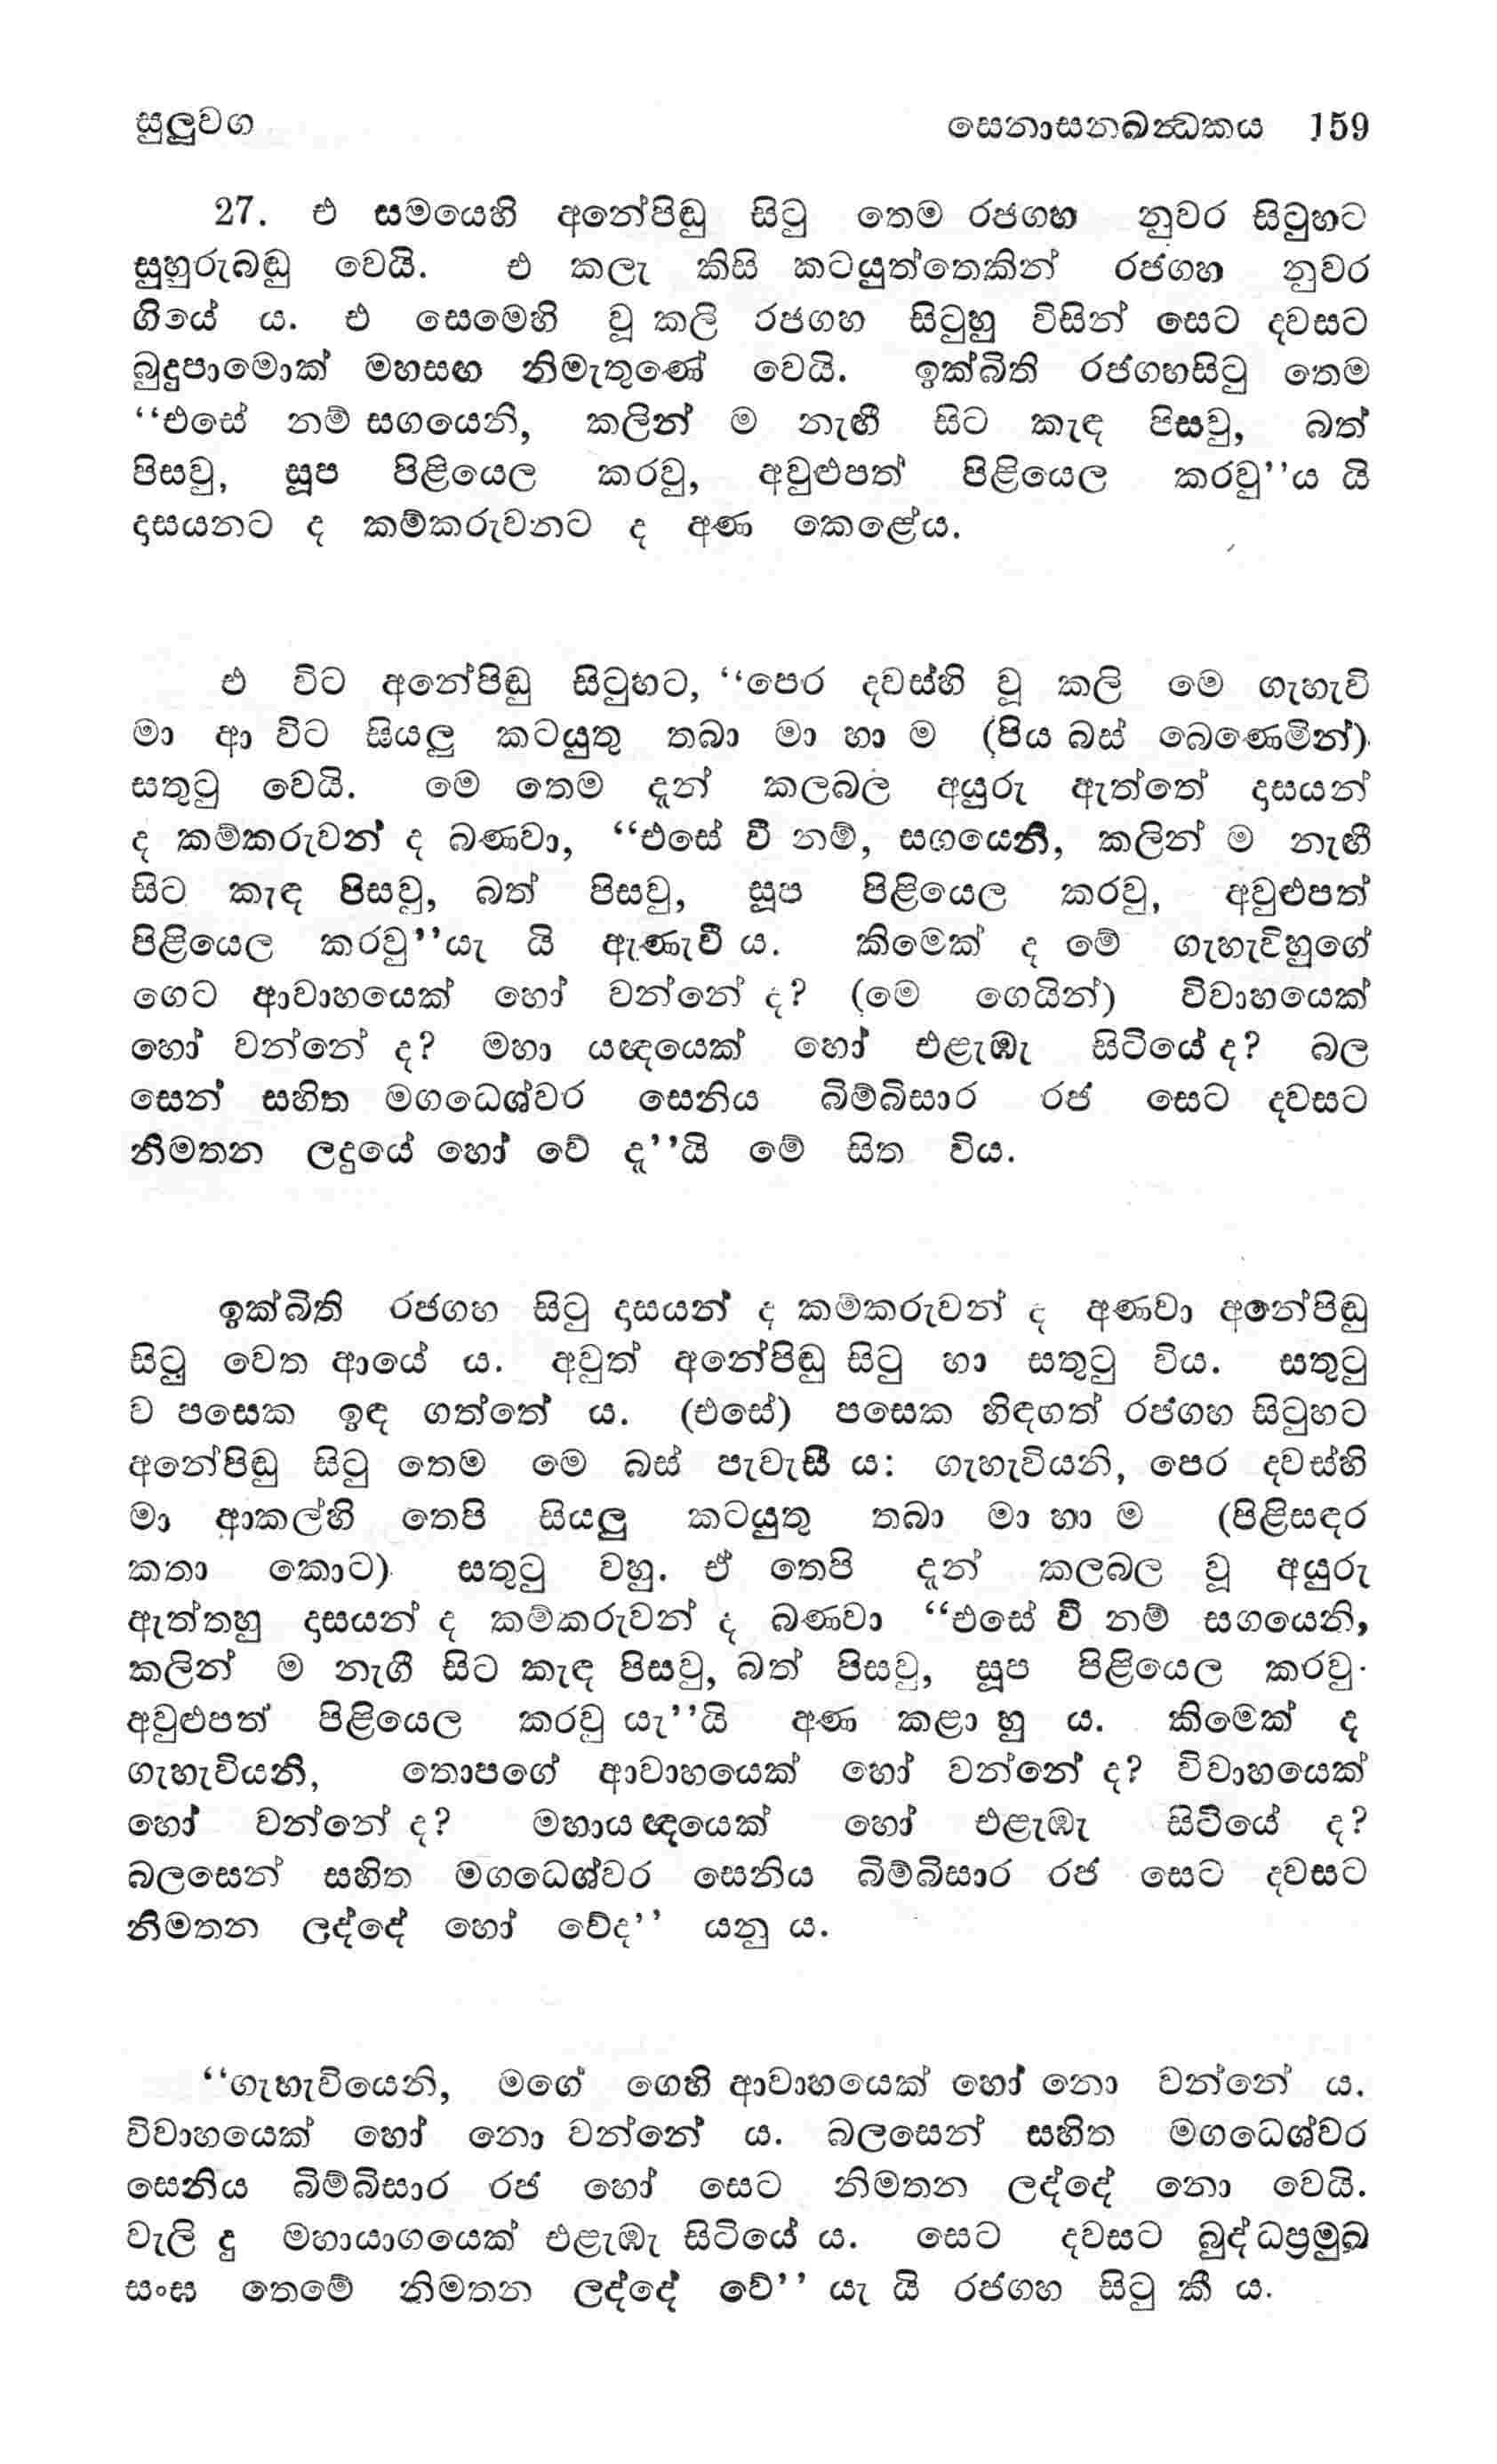 සුලුවග සෙනාසනඛන්‍ධකය 159
27. එ සමයෙහි අනේපිඬු සිටු තෙම රජගහ නුවර සිටුහට
සුහුරුබඬු වෙයි. එ කලැ කිසි කටයුත්තෙකින් රජගහ නුවර
ගියේ ය. එ සෙමෙහි වූ කලි රජගහ සිටුහු විසින් සෙට දවසට
බුදුපාමොක් මහසඟ නිමැතුණේ වෙයි. ඉක්බිති රජගහසිටු තෙම
“එසේ නම් සගයෙනි, කලින් ම නැඟී සිට කැඳ පිසවු, බත්
පිසවු, සූප පිළියෙල කරවු, අවුළුපත් පිළියෙල කරවු”ය යි
දාසයනට ද කම්කරුවනට ද අණ කෙළේය.
එ විට අනේපිඬු සිටුහට, “පෙර දවස්හි වූ කලි මෙ ගැහැවි
මා ආ විට සියලු කටයුතු තබා මා හා ම (පිය බස් බෙණෙමින්)
සතුටු වෙයි. මෙ තෙම දැන් කලබල අයුරු ඇත්තේ දාසයන්
ද කම්කරුවන් ද බණවා, “එසේ වී නම්, සගයෙනි, කලින් ම නැඟී
සිට කැඳ පිසවු, බත් පිසවු, සූප පිළියෙල කරවු, අවුළුපත්
පිළියෙල කරවු”යැ යි ඇණැවී ය. කිමෙක් ද මේ ගැහැවිහුගේ
ගෙට ආවාහයෙක් හෝ වන්නේ ද? (මෙ ගෙයින්) විවාහයෙක්
හෝ වන්නේ ද? මහා යඥයෙක් හෝ එළැඹැ සිටියේ ද? බල
සෙන් සහිත මගධෙශ්වර සෙනිය බිම්බිසාර රජ සෙට දවසට
නිමතන ලදුයේ හෝ වේ දැ”යි මේ සිත විය.
ඉක්බිති රජගහ සිටු දාසයන් ද කම්කරුවන් ද අණවා අනේපිඬු
සිටු වෙත ආයේ ය. අවුත් අනේපිඬු සිටු හා සතුටු විය. සතුටු
ව පසෙක ඉඳ ගත්තේ ය. (එසේ) පසෙක හිඳගත් රජගහ සිටුහට
අනේපිඬු සිටු තෙම මෙ බස් පැවැසී ය: ගැහැවියනි, පෙර දවස්හි
මා ආකල්හි තෙපි සියලු කටයුතු තබා මා හා ම (පිළිසඳර
කතා කොට) සතුටු වහු. ඒ තෙපි දැන් කලබල වූ අයුරු
ඇත්තහු දාසයන් ද කම්කරුවන් ද බණවා “එසේ වී නම් සගයෙනි,
කලින් ම නැගී සිට කැඳ පිසවු, බත් පිසවු, සූප පිළියෙල කරවු.
අවුළුපත් පිළියෙල කරවු යැ”යි අණ කළා හු ය. කිමෙක් ද
ගැහැවියනි, තොපගේ ආවාහයෙක් හෝ වන්නේ ද? විවාහයෙක්
හෝ වන්නේ ද? මහායඥයෙක් හෝ එළැඹැ සිටියේ ද?
බලසෙන් සහිත මගධෙශ්වර සෙනිය බිම්බිසාර රජ සෙට දවසට
නිමතන ලද්දේ හෝ වේද” යනු ය.
“ගැහැවියෙනි, මගේ ගෙහි ආවාහයෙක් හෝ නො වන්නේ ය.
විවාහයෙක් හෝ නො වන්නේ ය. බලසෙන් සහිත මගධෙශ්වර
සෙනිය බිම්බිසාර රජ හෝ සෙට නිමතන ලද්දේ නො වෙයි.
වැලි දු මහායාගයෙක් එළැඹැ සිටියේ ය. සෙට දවසට බුද්ධප්‍රමුඛ
සංඝ තෙමේ නිමතන ලද්දේ වේ” යැ යි රජගහ සිටු කී ය.